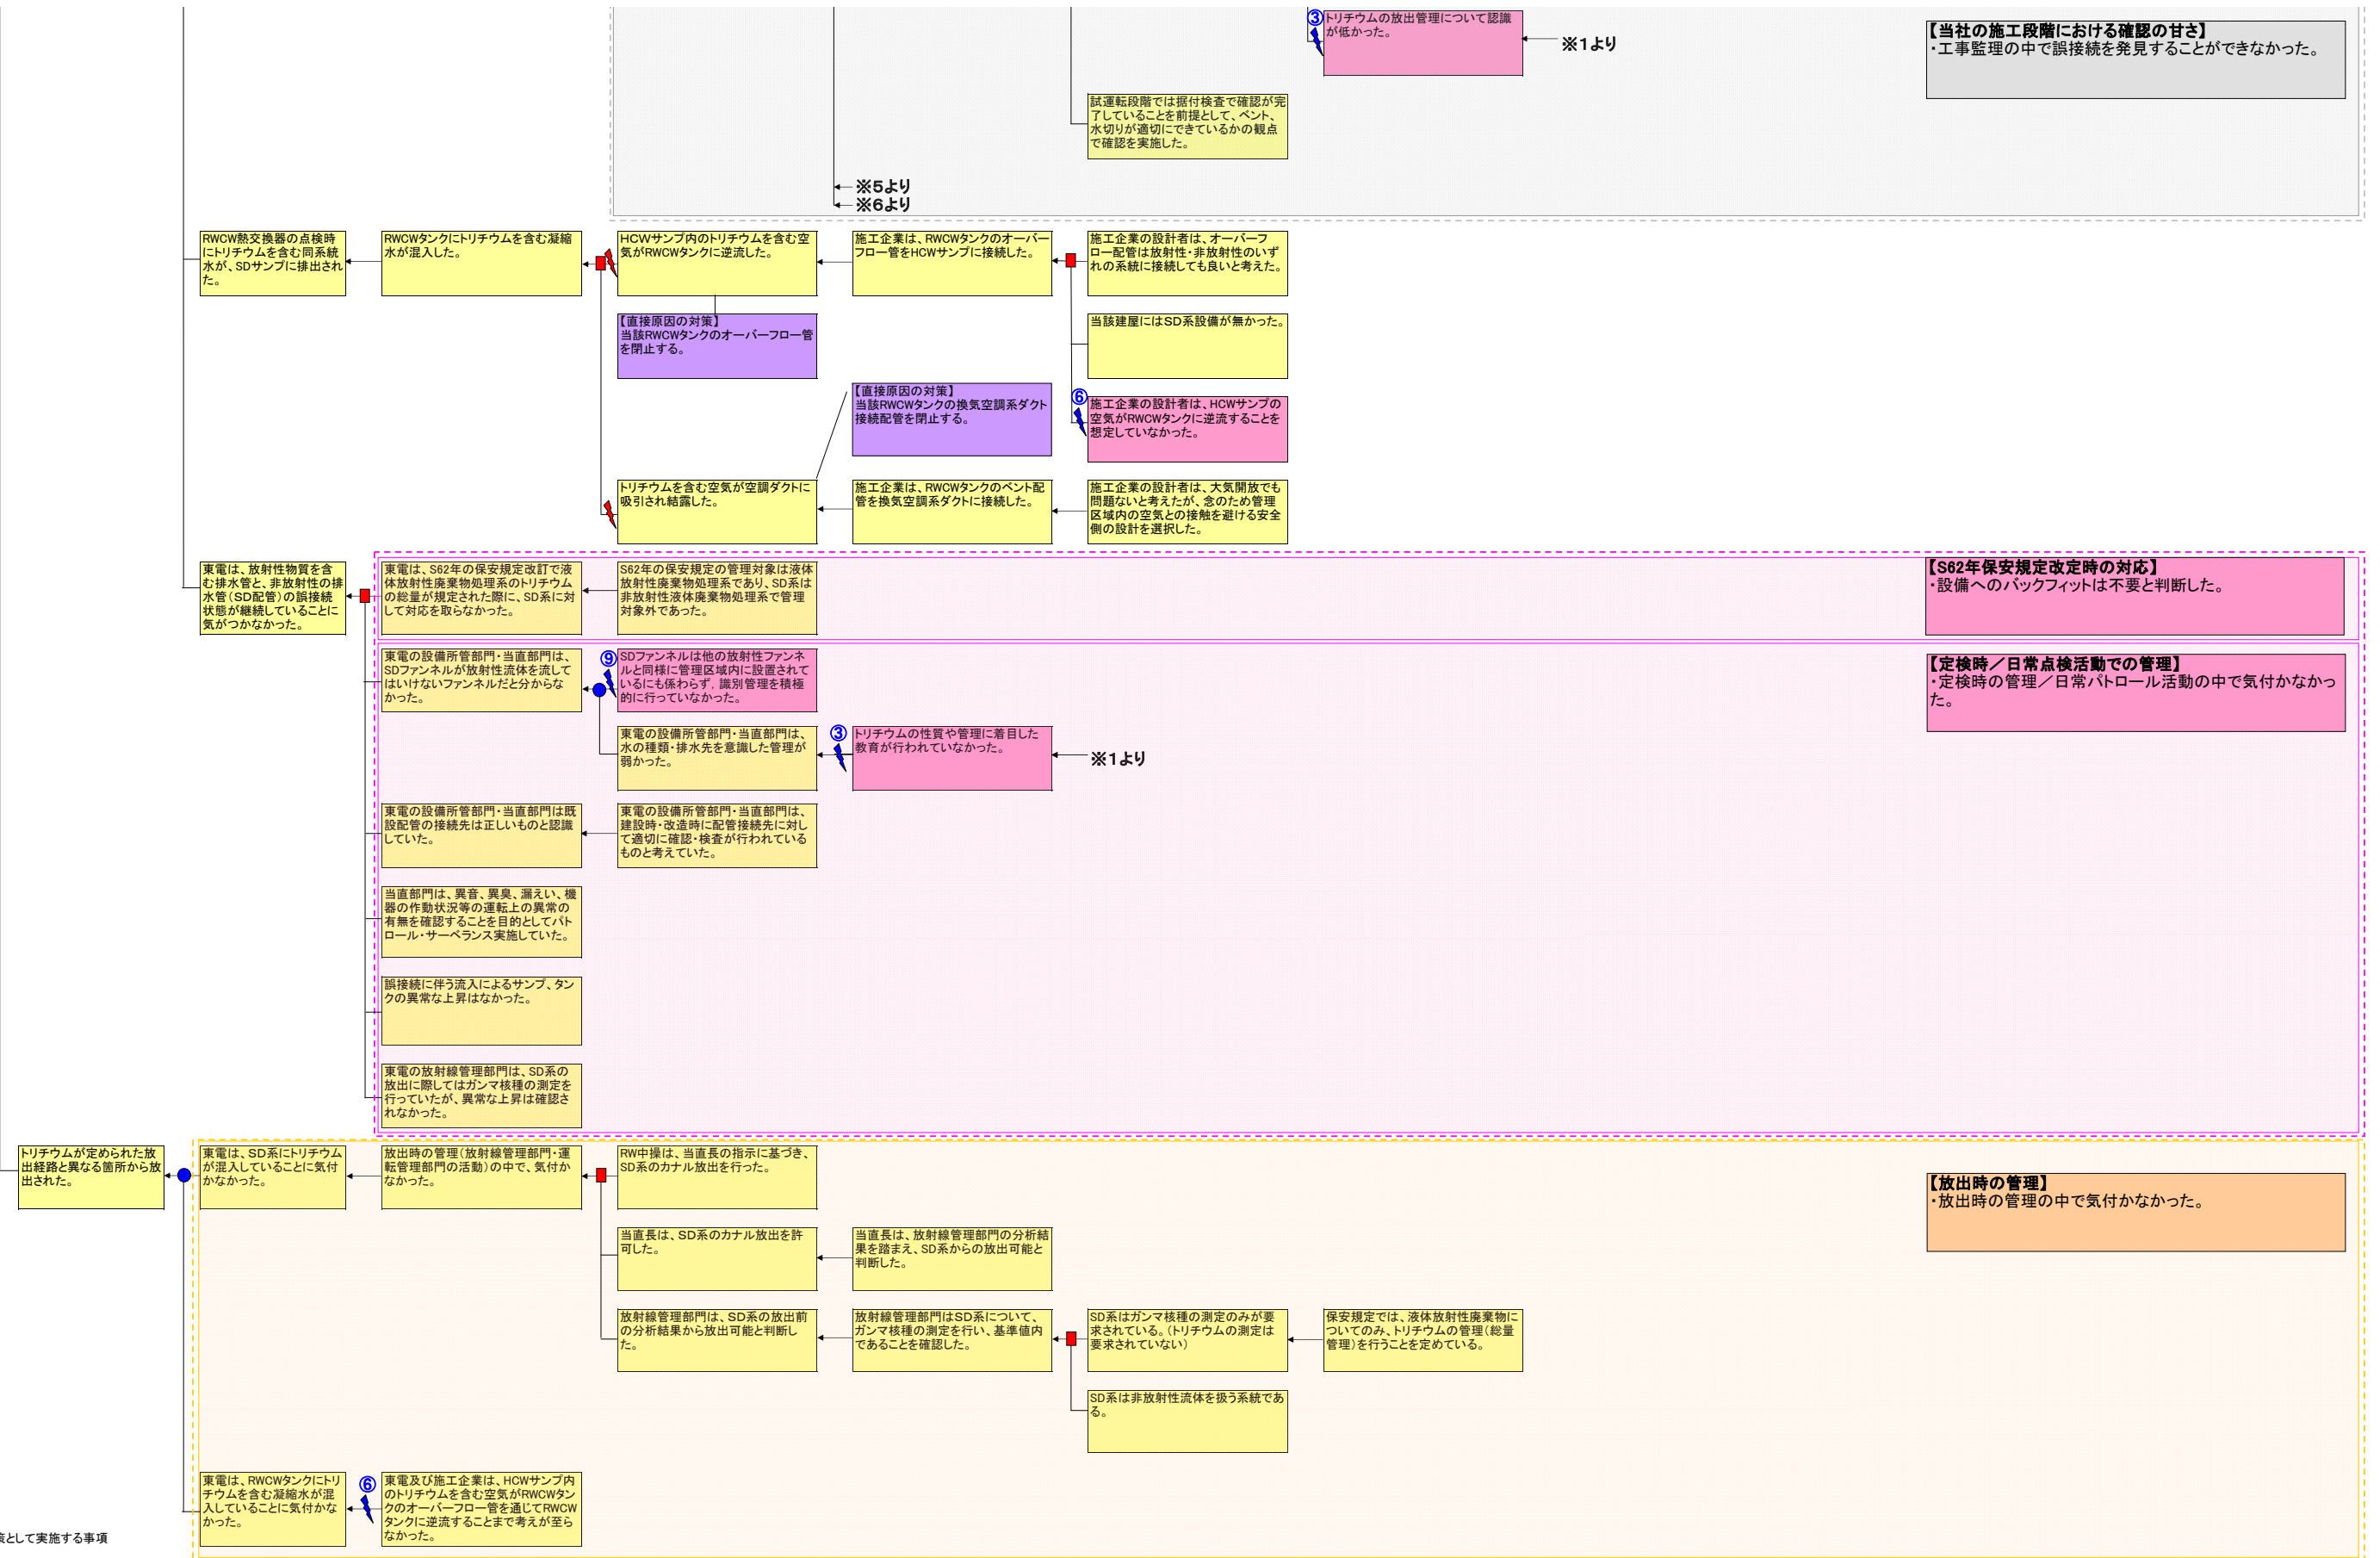 ③
トリチウムの放出管理について認識
が低かった。
※1より
【当社の施工段階における確認の甘さ】
・工事監理の中で誤接続を発見することができなかった。
試運転段階では据付検査で確認が完
了していることを前提として、ベント、
水切りが適切にできているかの観点
で確認を実施した。
※5より
※6より
RWCW熱交換器の点検時
にトリチウムを含む同系統
水が、SDサンプに排出され
た。
RWCWタンクにトリチウムを含む凝縮
水が混入した。
HCWサンプ内のトリチウムを含む空
気がRWCWタンクに逆流した。
施工企業は、RWCWタンクのオーバー
フロー管をHCWサンプに接続した。
施工企業の設計者は、オーバーフ
ロー配管は放射性・非放射性のいず
れの系統に接続しても良いと考えた。
【直接原因の対策】
当該RWCWタンクのオーバーフロー管
を閉止する。
当該建屋にはSD系設備が無かった。
【直接原因の対策】
当該RWCWタンクの換気空調系ダクト
接続配管を閉止する。
⑥
施工企業の設計者は、HCWサンプの
空気がRWCWタンクに逆流することを
想定していなかった。
トリチウムを含む空気が空調ダクトに
吸引され結露した。
施工企業は、RWCWタンクのベント配
管を換気空調系ダクトに接続した。
施工企業の設計者は、大気開放でも
問題ないと考えたが、念のため管理
区域内の空気との接触を避ける安全
側の設計を選択した。
東電は、放射性物質を含
む排水管と、非放射性の排
水管（SD配管）の誤接続
状態が継続していることに
気がつかなかった。
東電は、S62年の保安規定改訂で液
体放射性廃棄物処理系のトリチウム
の総量が規定された際に、SD系に対
して対応を取らなかった。
S62年の保安規定の管理対象は液体
放射性廃棄物処理系であり、SD系は
非放射性液体廃棄物処理系で管理
対象外であった。
【S62年保安規定改定時の対応】
・設備へのバックフィットは不要と判断した。
東電の設備所管部門・当直部門は、
SDファンネルが放射性流体を流して
はいけないファンネルだと分からな
かった。
⑨
SDファンネルは他の放射性ファンネ
ルと同様に管理区域内に設置されて
いるにも係わらず，識別管理を積極
的に行っていなかった。
【定検時／日常点検活動での管理】
・定検時の管理／日常パトロール活動の中で気付かなかっ
た。
東電の設備所管部門・当直部門は、
水の種類・排水先を意識した管理が
弱かった。
③
トリチウムの性質や管理に着目した
教育が行われていなかった。
※1より
東電の設備所管部門・当直部門は既
設配管の接続先は正しいものと認識
していた。
東電の設備所管部門・当直部門は、
建設時・改造時に配管接続先に対し
て適切に確認・検査が行われている
ものと考えていた。
当直部門は、異音、異臭、漏えい、機
器の作動状況等の運転上の異常の
有無を確認することを目的としてパト
ロール・サーベランス実施していた。
誤接続に伴う流入によるサンプ、タン
クの異常な上昇はなかった。
東電の放射線管理部門は、SD系の
放出に際してはガンマ核種の測定を
行っていたが、異常な上昇は確認さ
れなかった。
トリチウムが定められた放
出経路と異なる箇所から放
出された。
東電は、SD系にトリチウム
が混入していることに気付
かなかった。
放出時の管理（放射線管理部門・運
転管理部門の活動）の中で、気付か
なかった。
RW中操は、当直長の指示に基づき、
SD系のカナル放出を行った。
【放出時の管理】
・放出時の管理の中で気付かなかった。
当直長は、SD系のカナル放出を許
可した。
当直長は、放射線管理部門の分析結
果を踏まえ、SD系からの放出可能と
判断した。
放射線管理部門は、SD系の放出前
の分析結果から放出可能と判断し
た。
放射線管理部門はSD系について、
ガンマ核種の測定を行い、基準値内
であることを確認した。
SD系はガンマ核種の測定のみが要
求されている。（トリチウムの測定は
要求されていない）
保安規定では、液体放射性廃棄物に
ついてのみ、トリチウムの管理（総量
管理）を行うことを定めている。
SD系は非放射性流体を扱う系統であ
る。
東電は、RWCWタンクにトリ
チウムを含む凝縮水が混
入していることに気付かな
かった。
⑥
東電及び施工企業は、HCWサンプ内
のトリチウムを含む空気がRWCWタン
クのオーバーフロー管を通じてRWCW
タンクに逆流することまで考えが至ら
なかった。
策として実施する事項